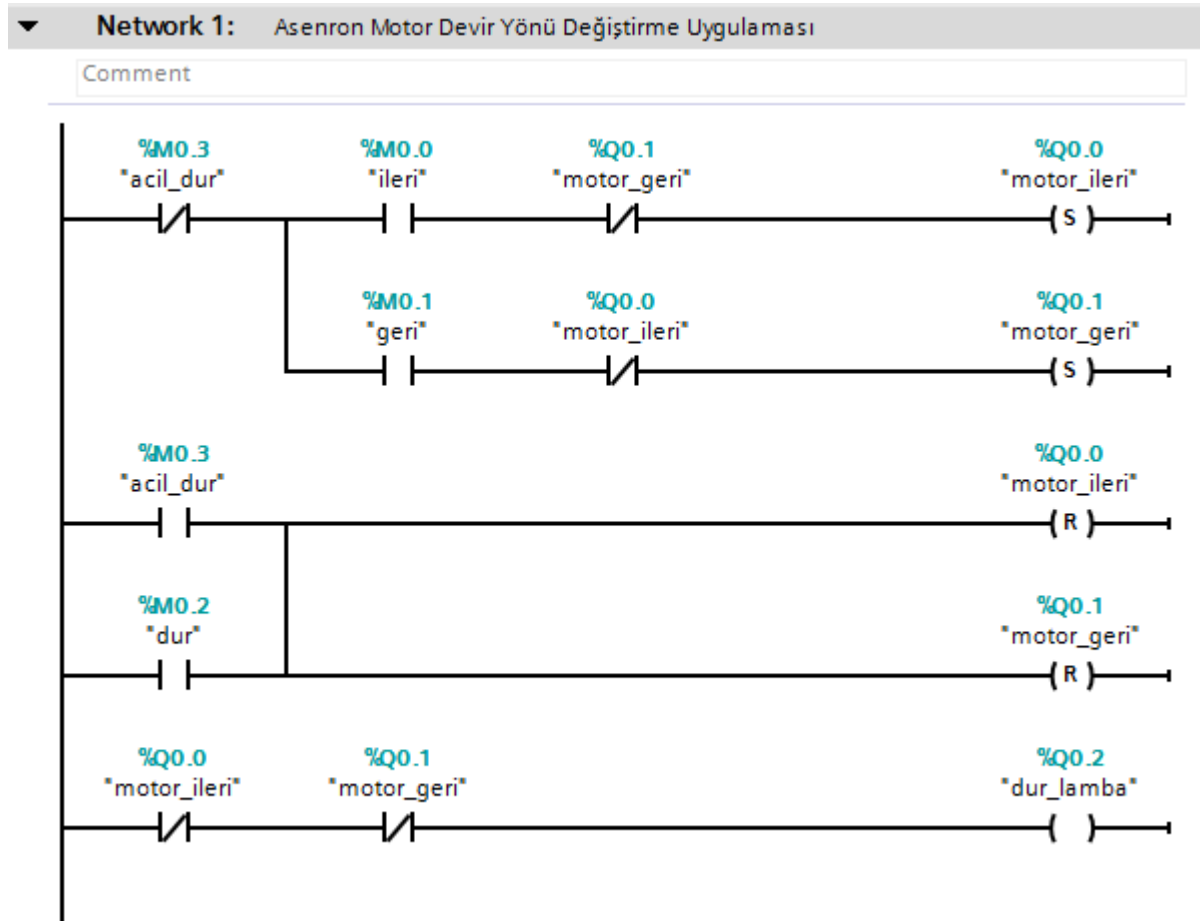 Network 1: Asenron Motor Devir Yönü Değiştirme Uygulaması
Comment
%M0.3 %M0.0 %Q0.1 %Q0.0
"acil_dur" "ileri" "motor_geri" "motor_ileri"
S
%M0.1 %Q0.0 %Q0.1
"geri" "motor_ileri" "motor_geri"
S
%M0.3 %Q0.0
"acil_dur" "motor_ileri"
R
%M0.2 %Q0.1
"dur" "motor_geri"
R
%Q0.0 %Q0.1 %Q0.2
"motor_ileri" "motor_geri" "dur_lamba"